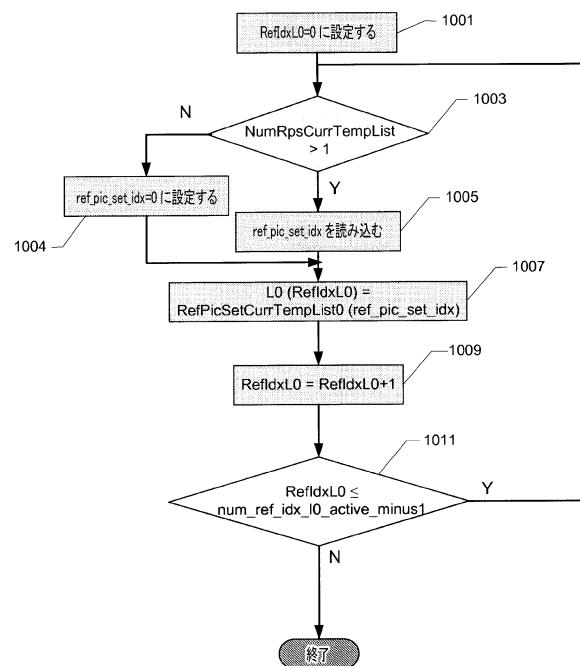 RefIdxL0=0 に設定する
1001
1003
N
NumRpsCurrTempList
> 1
Y
ref_pic_set_idx=0 に設定する
1004
1005
ref_pic_set_idx を読み込む
1007
L0 (RefIdxL0) =
RefPicSetCurrTempList0 (ref_pic_set_idx)
1009
RefIdxL0 = RefIdxL0+1
1011
RefIdxL0 ≤
num_ref_idx_l0_active_minus1
Y
N
終了